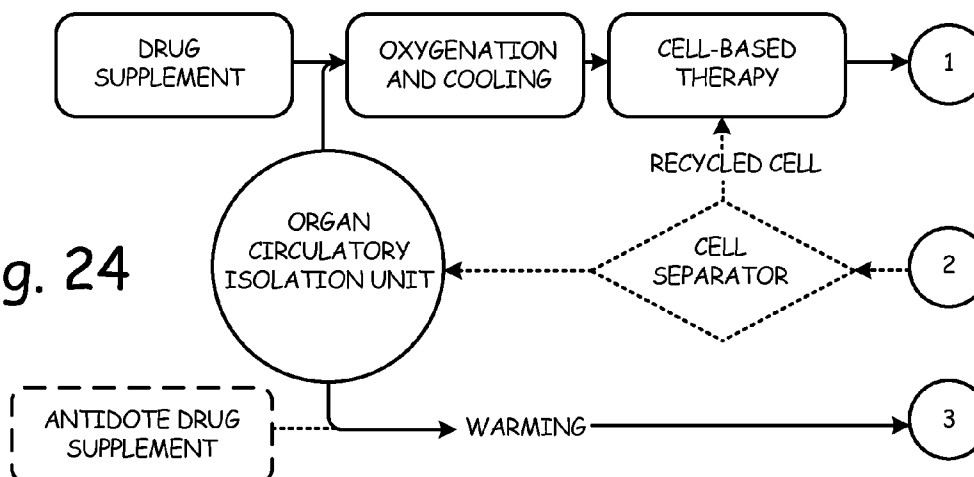 DRUG
SUPPLEMENT
OXYGENATION
AND COOLING
CELL-BASED
THERAPY
1
RECYCLED CELL
ORGAN
CIRCULATORY
ISOLATION UNIT
CELL
SEPARATOR
2
g. 24
ANTIDOTE DRUG
SUPPLEMENT
WARMING
3